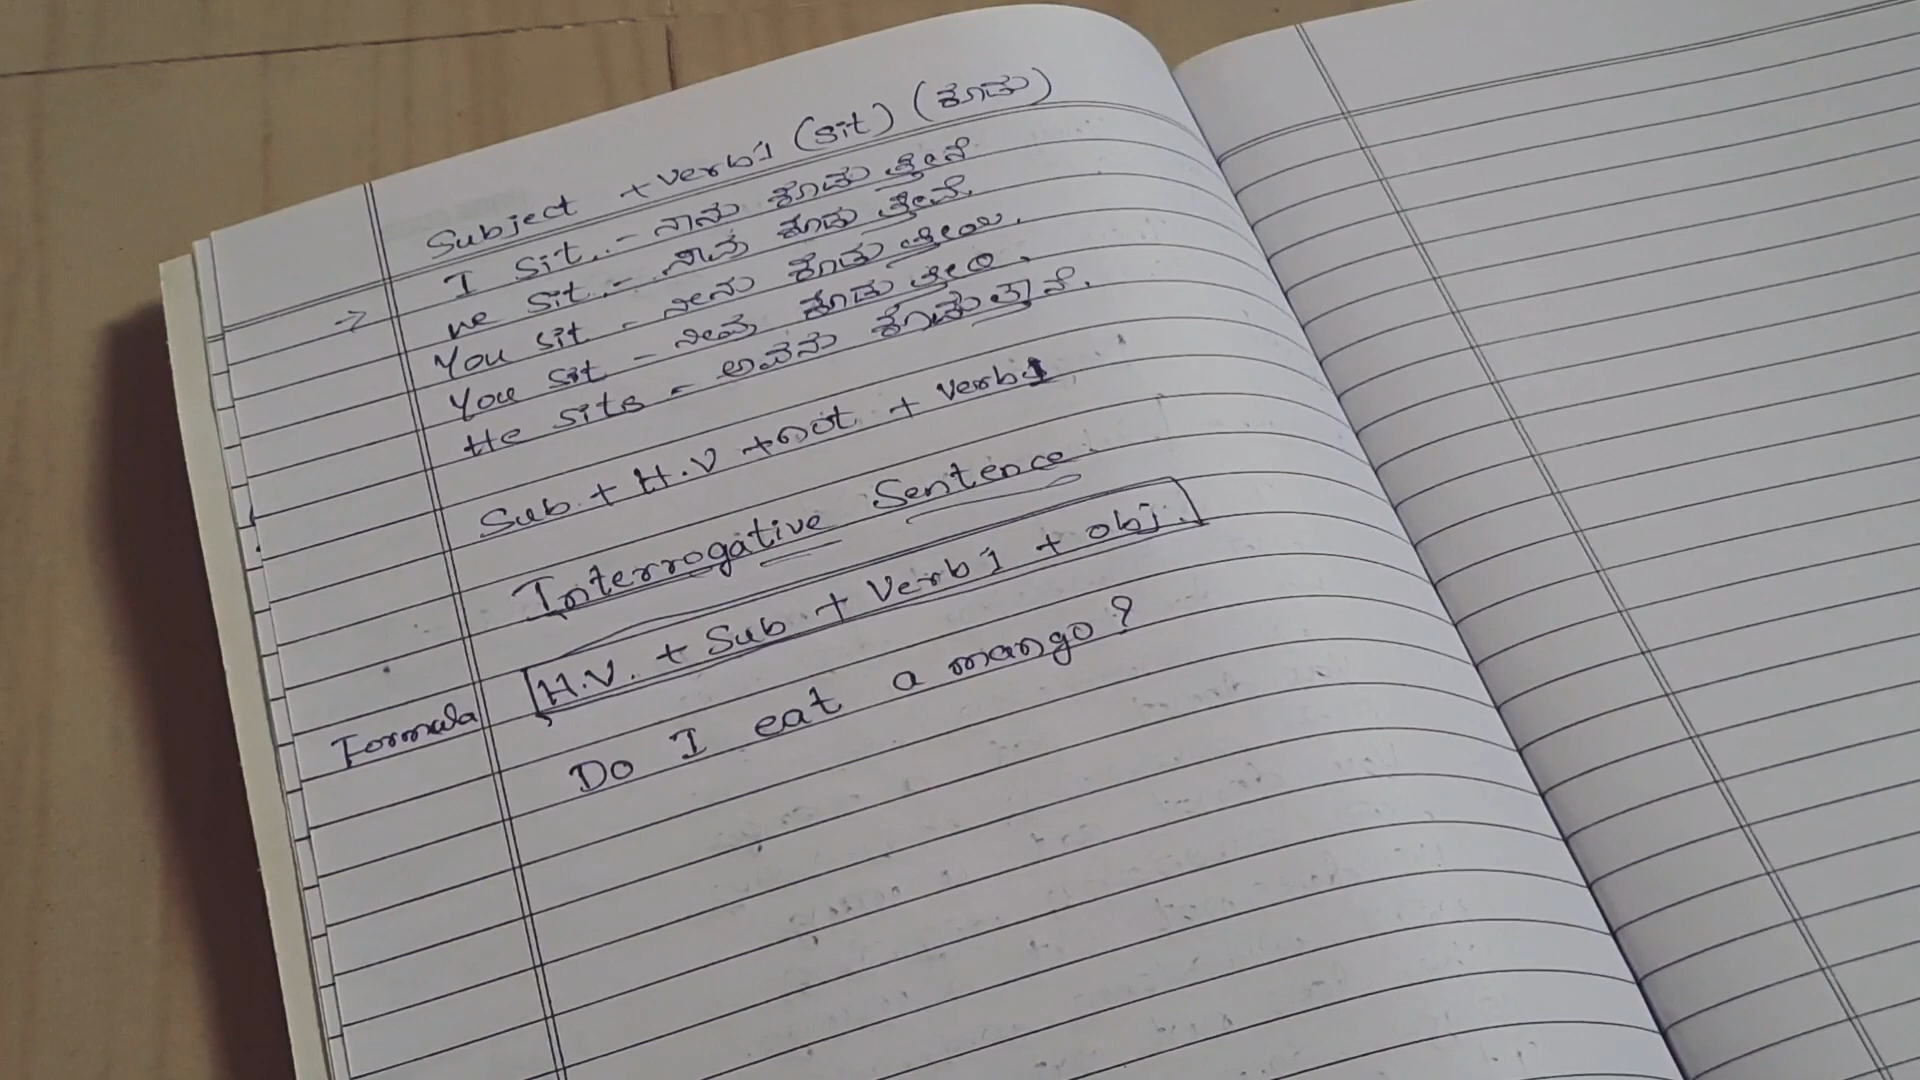 Subject + verb1 (sit) (ಕೂಡು)
→ I sit. - ನಾನು ಕೂಡುತ್ತೇನೆ
we sit. - ನಾವು ಕೂಡುತ್ತೇವೆ.
You sit - ನೀನು ಕೂಡುತ್ತೀಯ.
You sit - ನೀವು ಕೂಡುತ್ತೀರಿ.
He sits - ಅವನು ಕೂಡುತ್ತಾನೆ.
Sub + H.V + not + verb1
Interrogative Sentence.
Formula [H.V. + Sub + Verb1 + obj.]
Do I eat a mango?